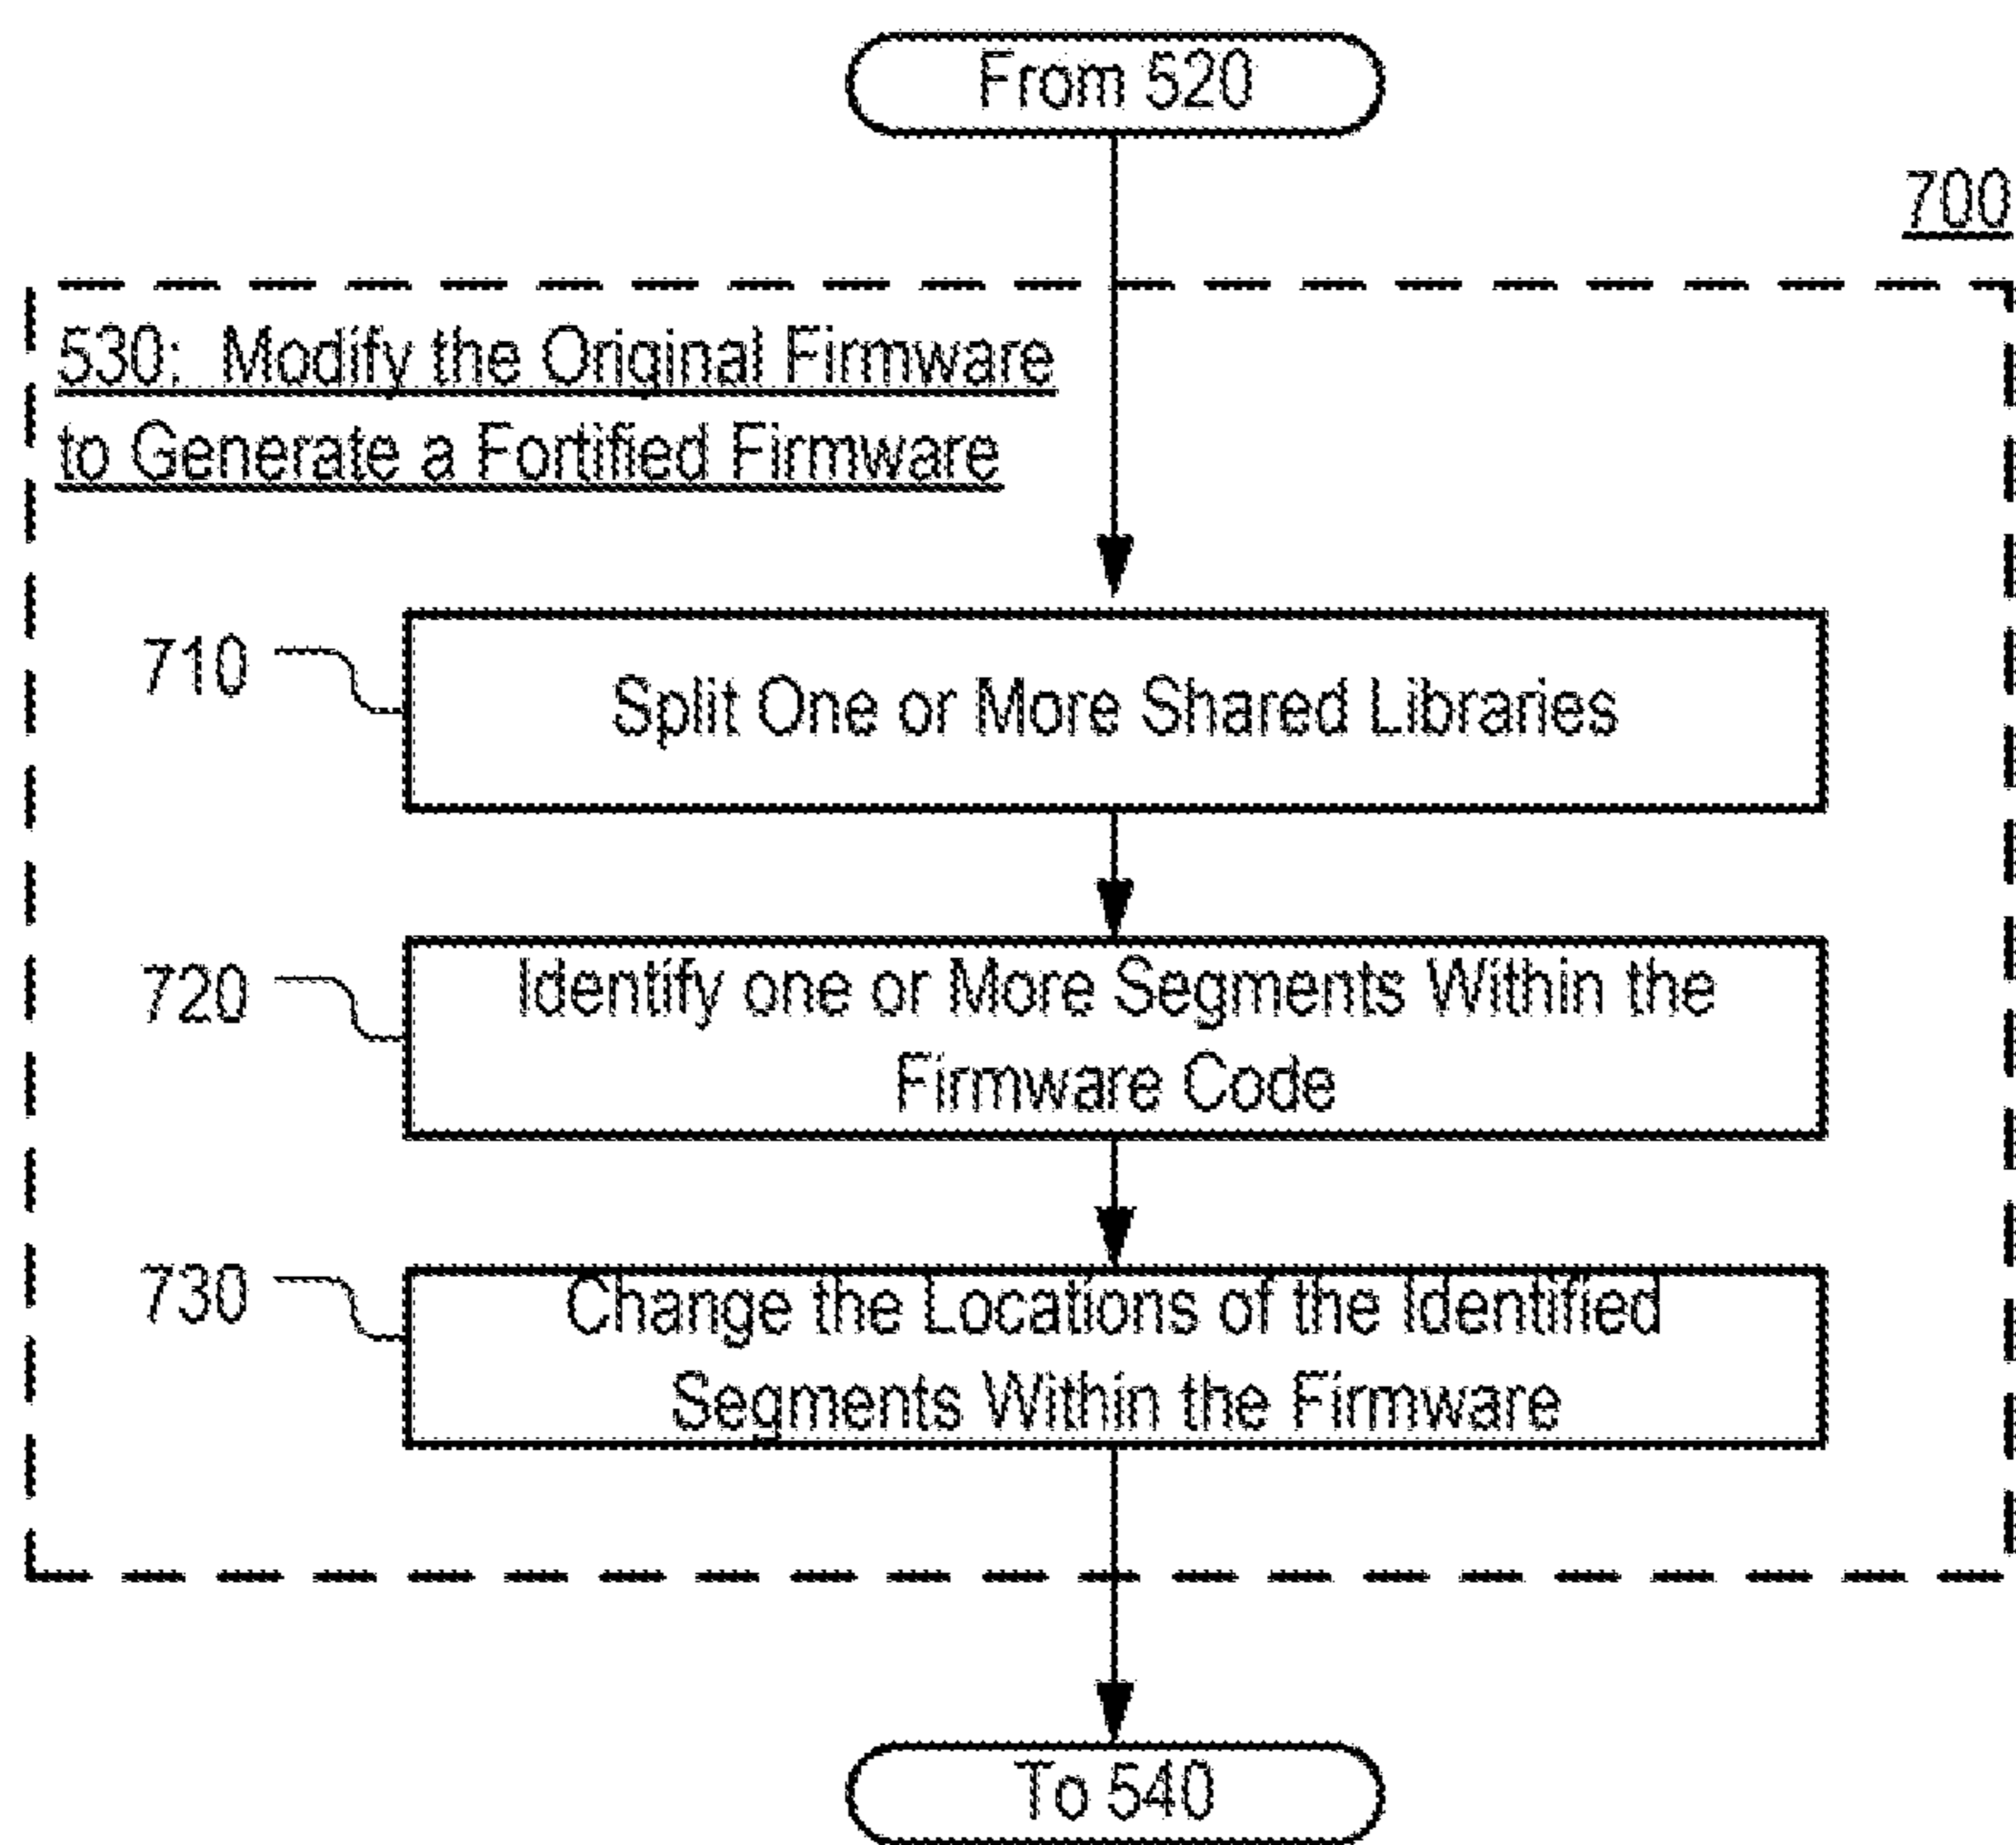 From 520
700
530: Modify the Original Firmware
to Generate a Fortified Firmware
710
Split One or More Shared Libraries
720
Identify one or More Segments Within the
Firmware Code
730
Change the Locations of the Identified
Segments Within the Firmware
To 540